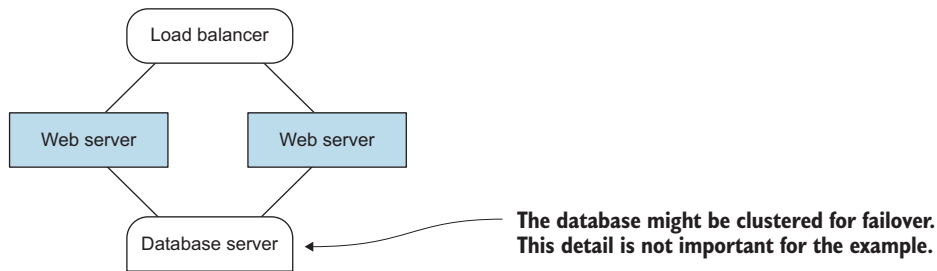 Load balancer
Web server
Web server
Database server
The database might be clustered for failover.
This detail is not important for the example.